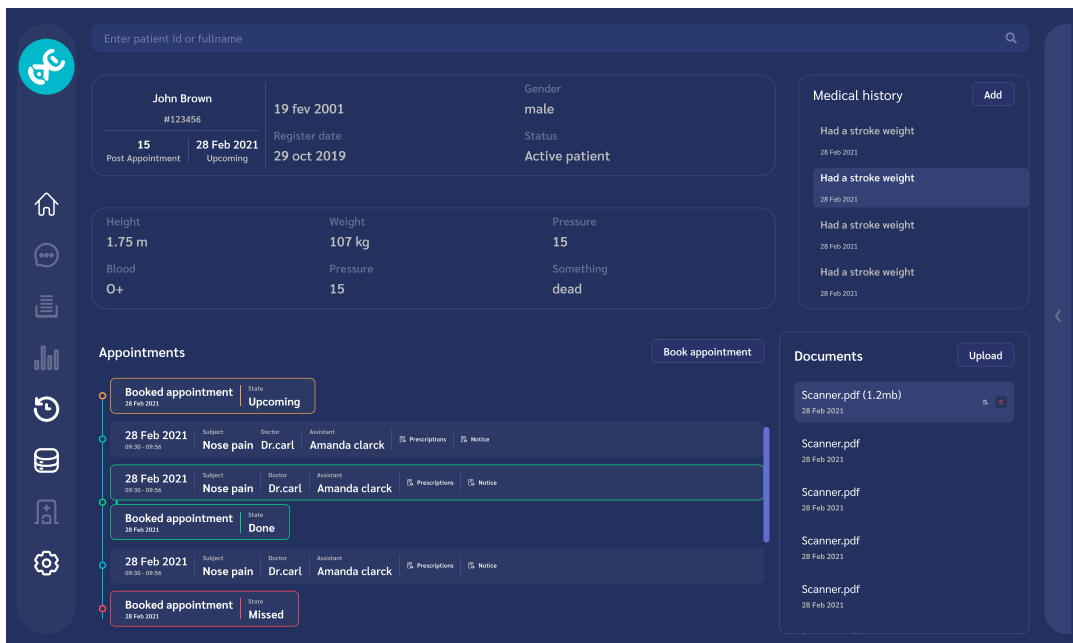 Enter patient Id or fullname
John Brown
#123456
15
Post Appointment
28 Feb 2021
Upcoming
19 fev 2001
Register date
29 oct 2019
Gender
male
Status
Active patient
Medical history
Add
Had a stroke weight
28 Feb 2021
Had a stroke weight
28 Feb 2021
Had a stroke weight
28 Feb 2021
Had a stroke weight
28 Feb 2021
Height
1.75 m
Weight
107 kg
Pressure
15
Blood
O+
Pressure
15
Something
dead
Appointments
Book appointment
Booked appointment
28 Feb 2021
State
Upcoming
28 Feb 2021
09:30 - 09:56
Subject
Nose pain
Doctor
Dr.carl
Assistant
Amanda clarck
Prescriptions
Notice
28 Feb 2021
09:30 - 09:56
Subject
Nose pain
Doctor
Dr.carl
Assistant
Amanda clarck
Prescriptions
Notice
Booked appointment
28 Feb 2021
State
Done
28 Feb 2021
09:30 - 09:56
Subject
Nose pain
Doctor
Dr.carl
Assistant
Amanda clarck
Prescriptions
Notice
Booked appointment
28 Feb 2021
State
Missed
Documents
Upload
Scanner.pdf (1.2mb)
28 Feb 2021
Scanner.pdf
28 Feb 2021
Scanner.pdf
28 Feb 2021
Scanner.pdf
28 Feb 2021
Scanner.pdf
28 Feb 2021